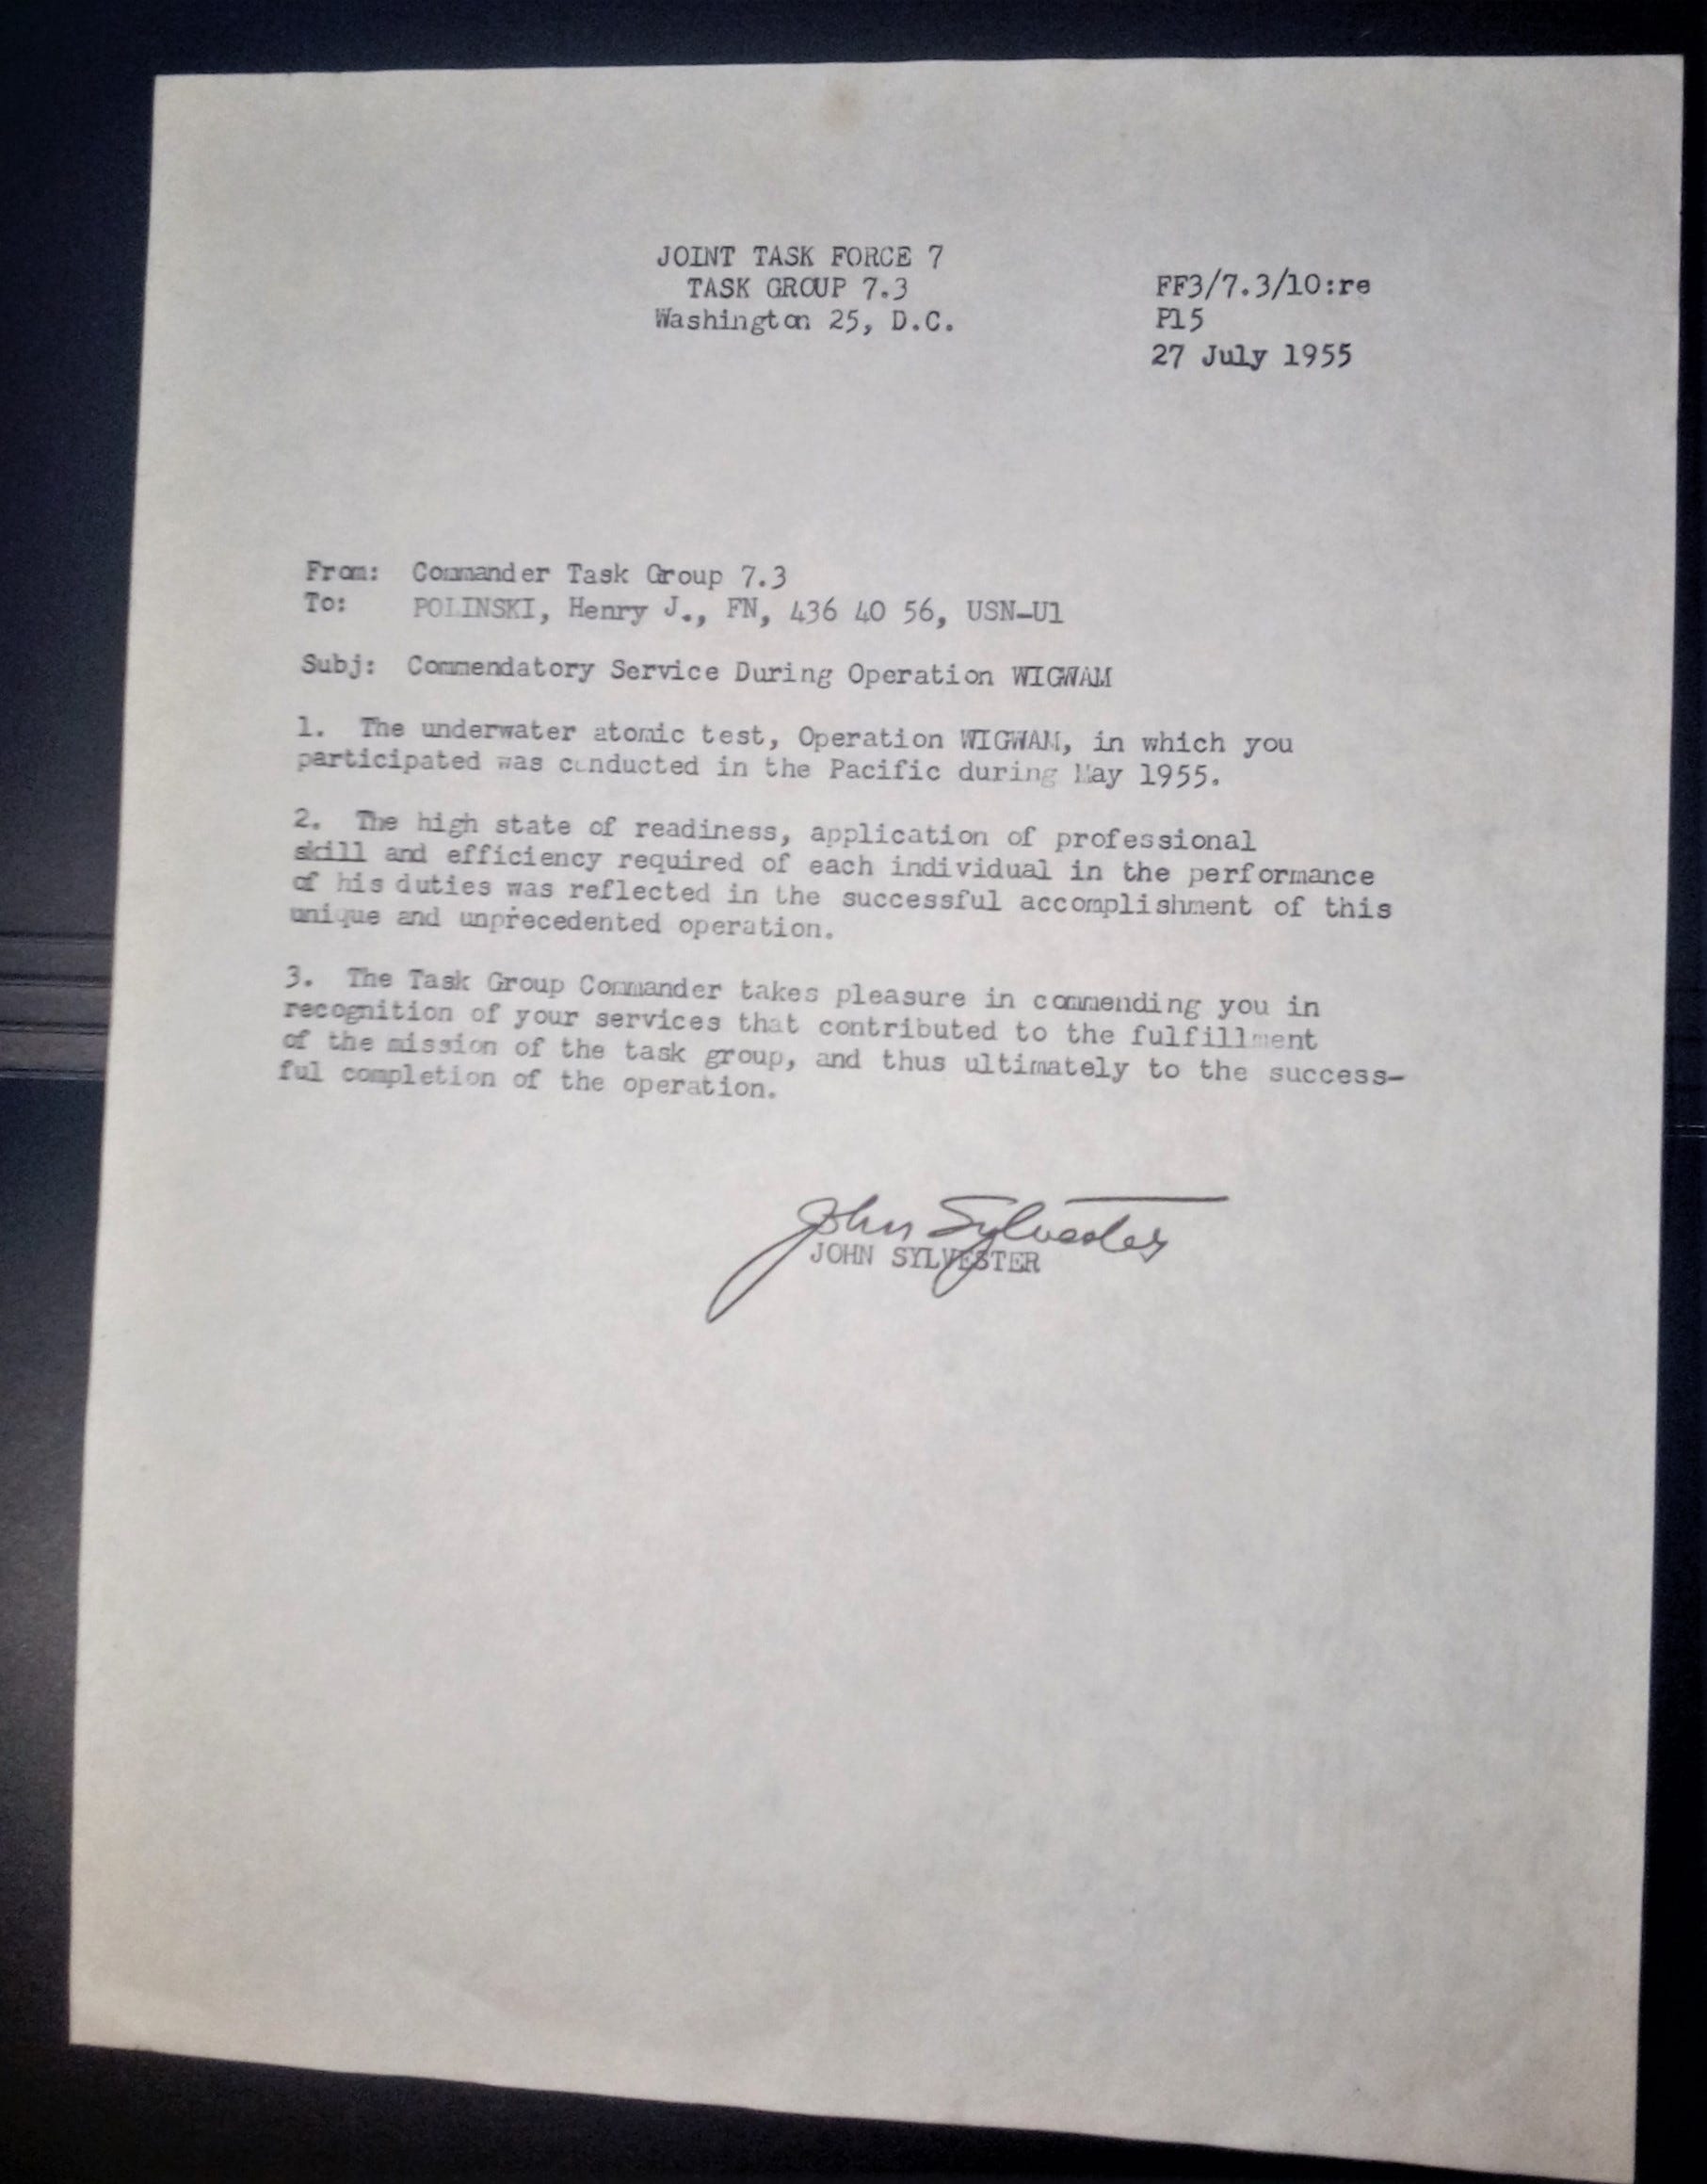 JOINT TASK FORCE 7
TASK GROUP 7.3
Washington 25, D.C.
FF3/7.3/10:re
P15
27 July 1955
From: Commander Task Group 7.3
To: POLINSKI, Henry J., FN, 436 40 56, USN-U1
Subj: Commendatory Service During Operation WIGWAM
1. The underwater atomic test, Operation WIGWAM, in which you
participated was conducted in the Pacific during May 1955.
2. The high state of readiness, application of professional
skill and efficiency required of each individual in the performance
of his duties was reflected in the successful accomplishment of this
unique and unprecedented operation.
3. The Task Group Commander takes pleasure in commending you in
recognition of your services that contributed to the fulfillment
of the mission of the task group, and thus ultimately to the success-
ful completion of the operation.
John Sylvester
JOHN SYLVESTER